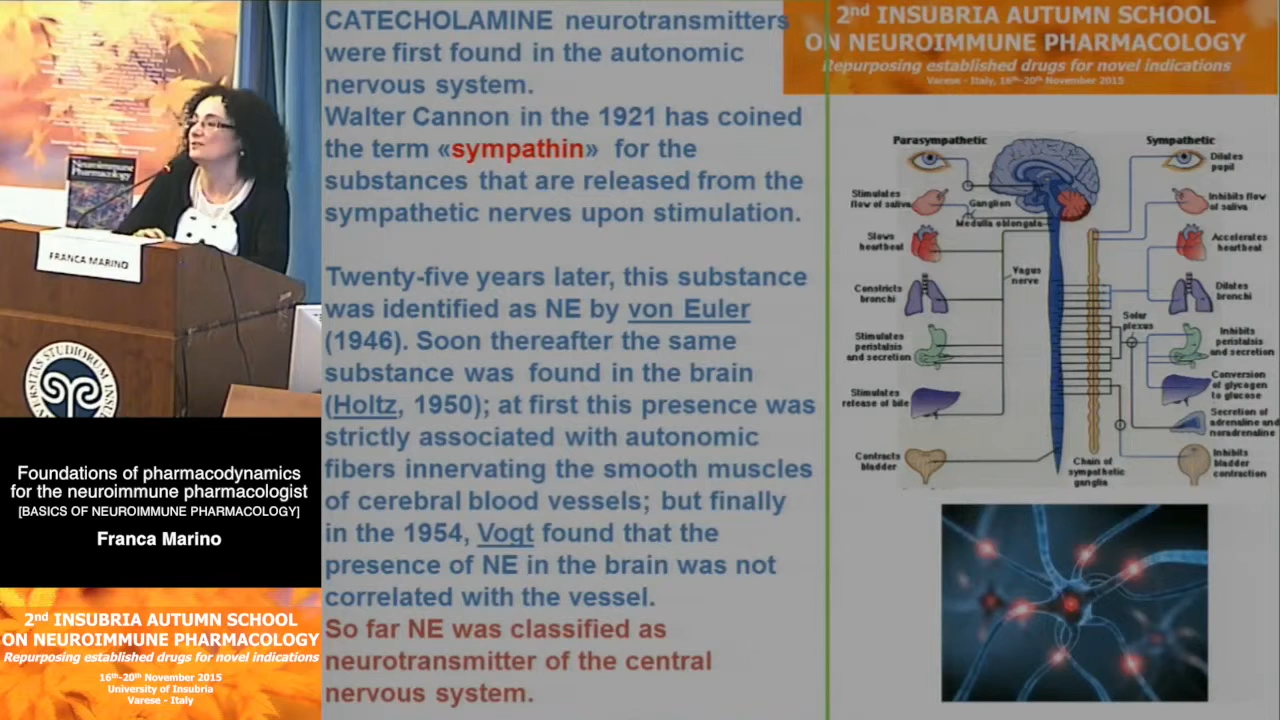 CATECHOLAMINE neurotransmitters
were first found in the autonomic
nervous system.
Walter Cannon in the 1921 has coined
the term «sympathin» for the
substances that are released from the
sympathetic nerves upon stimulation.
Twenty-five years later, this substance
was identified as NE by von Euler
(1946). Soon thereafter the same
substance was found in the brain
(Holtz, 1950); at first this presence was
strictly associated with autonomic
fibers innervating the smooth muscles
of cerebral blood vessels; but finally
in the 1954, Vogt found that the
presence of NE in the brain was not
correlated with the vessel.
So far NE was classified as
neurotransmitter of the central
nervous system.
2nd INSUBRIA AUTUMN SCHOOL
ON NEUROIMMUNE PHARMACOLOGY
Repurposing established drugs for novel indications
Varese - Italy, 16th-20th November 2015
Parasympathetic
Stimulates
flow of saliva
Slows
heartbeat
Constricts
bronchi
Stimulates
peristalsis
and secretion
Stimulates
release of bile
Contracts
bladder
Ganglion
Medulla oblongata
Vagus
nerve
Solar
plexus
Chain of
sympathetic
ganglia
Sympathetic
Dilates
pupil
Inhibits flow
of saliva
Accelerates
heartbeat
Dilates
bronchi
Inhibits
peristalsis
and secretion
Conversion
of glycogen
to glucose
Secretion of
adrenaline and
noradrenaline
Inhibits
bladder
contraction
Neuroimmune
Pharmacology
FRANCA MARINO
Foundations of pharmacodynamics
for the neuroimmune pharmacologist
[BASICS OF NEUROIMMUNE PHARMACOLOGY]
Franca Marino
2nd INSUBRIA AUTUMN SCHOOL
ON NEUROIMMUNE PHARMACOLOGY
Repurposing established drugs for novel indications
16th-20th November 2015
University of Insubria
Varese - Italy